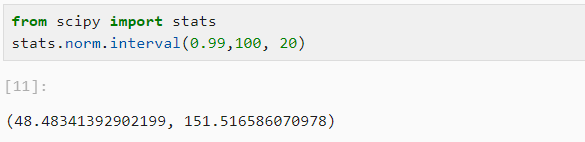 from scipy import stats
stats.norm.interval(0.99,100, 20)
[11]:
(48.48341392902199, 151.516586070978)